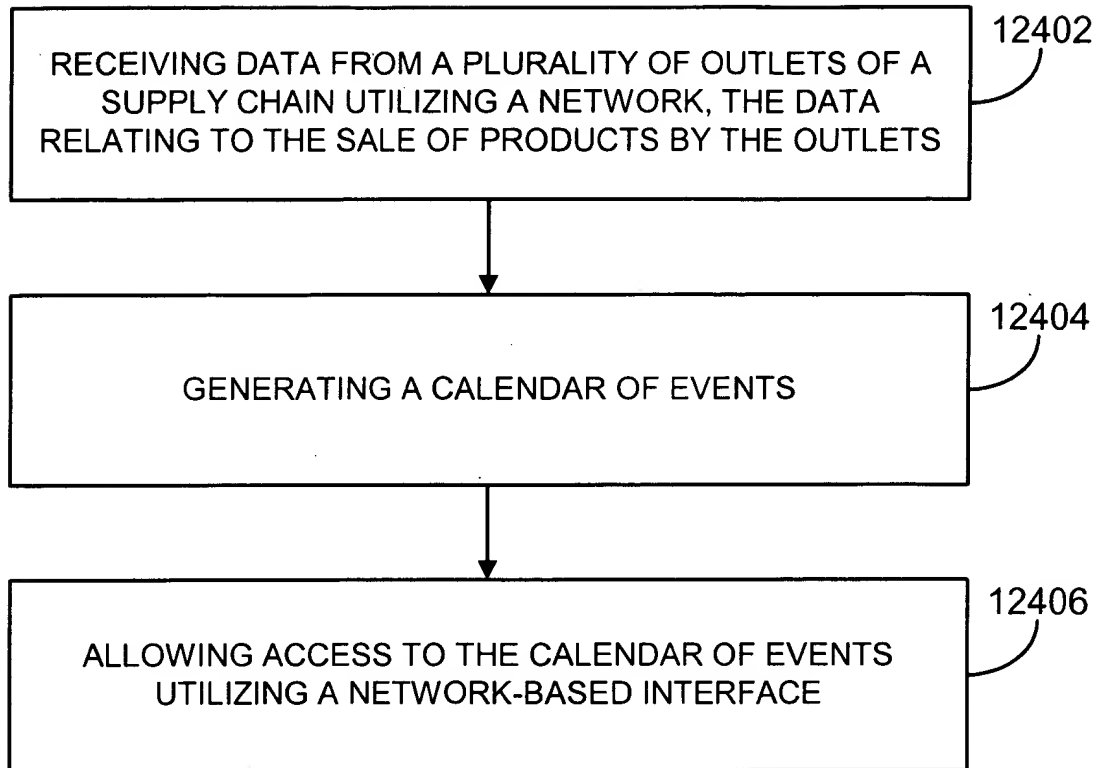 12402
RECEIVING DATA FROM A PLURALITY OF OUTLETS OF A
SUPPLY CHAIN UTILIZING A NETWORK, THE DATA
RELATING TO THE SALE OF PRODUCTS BY THE OUTLETS
12404
GENERATING A CALENDAR OF EVENTS
12406
ALLOWING ACCESS TO THE CALENDAR OF EVENTS
UTILIZING A NETWORK-BASED INTERFACE